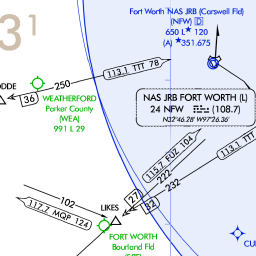 Fort Worth NAS JRB (Carswell Fld)
(NFW) D
650 L* 120
(A) *351.675
31
113.1 TTT 78
250
ODDE
36
WEATHERFORD
Parker County
(WEA)
991 L 29
NAS JRB FORT WORTH (L)
24 NFW (108.7)
N32°46.28' W97°26.36'
115.7 FUZ 104
113.1 TTT
222
232
27
32
102
117.7 MQP 124
LIKES
FORT WORTH
Bourland Fld
CU